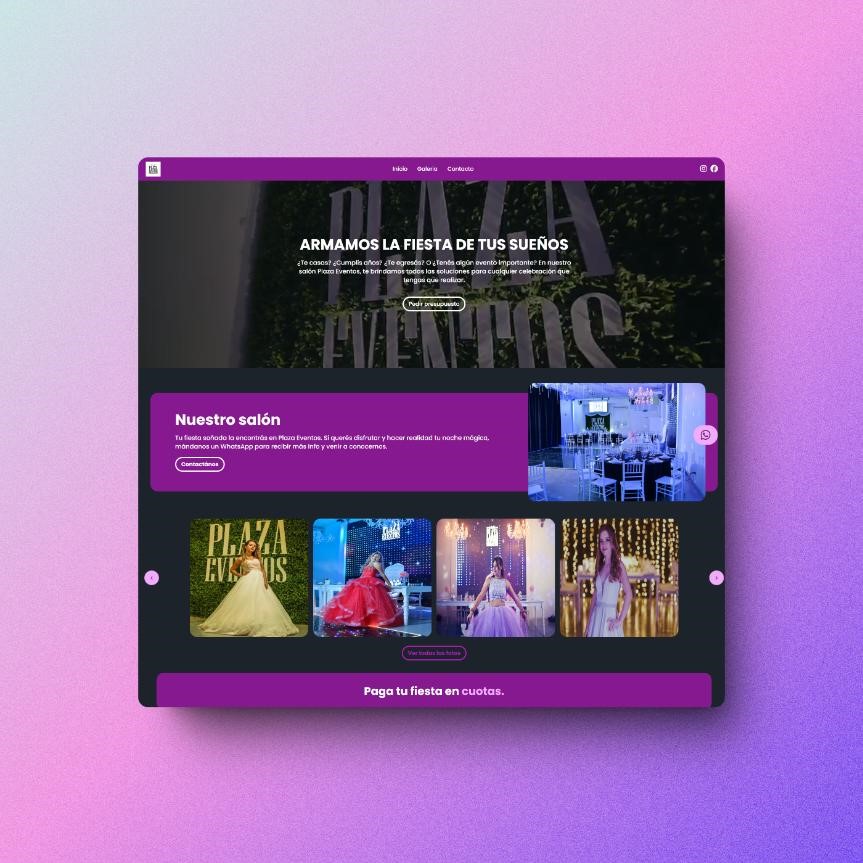 Inicio Galeria Contacto
PLAZA
EVENTOS
ARMAMOS LA FIESTA DE TUS SUEÑOS
¿Te casas? ¿Cumplís años? ¿Te egresás? O ¿Tenés algún evento importante? En nuestro
salón Plaza Eventos, te brindamos todas las soluciones para cualquier celebración que
tengas que realizar.
Pedir presupuesto
Nuestro salón
Tu fiesta soñada la encontrás en Plaza Eventos. Si querés disfrutar y hacer realidad tu noche mágica,
mándanos un WhatsApp para recibir más info y venir a conocernos.
Contactános
PLAZA
EVENTOS
Ver todas las fotos
Paga tu fiesta en cuotas.